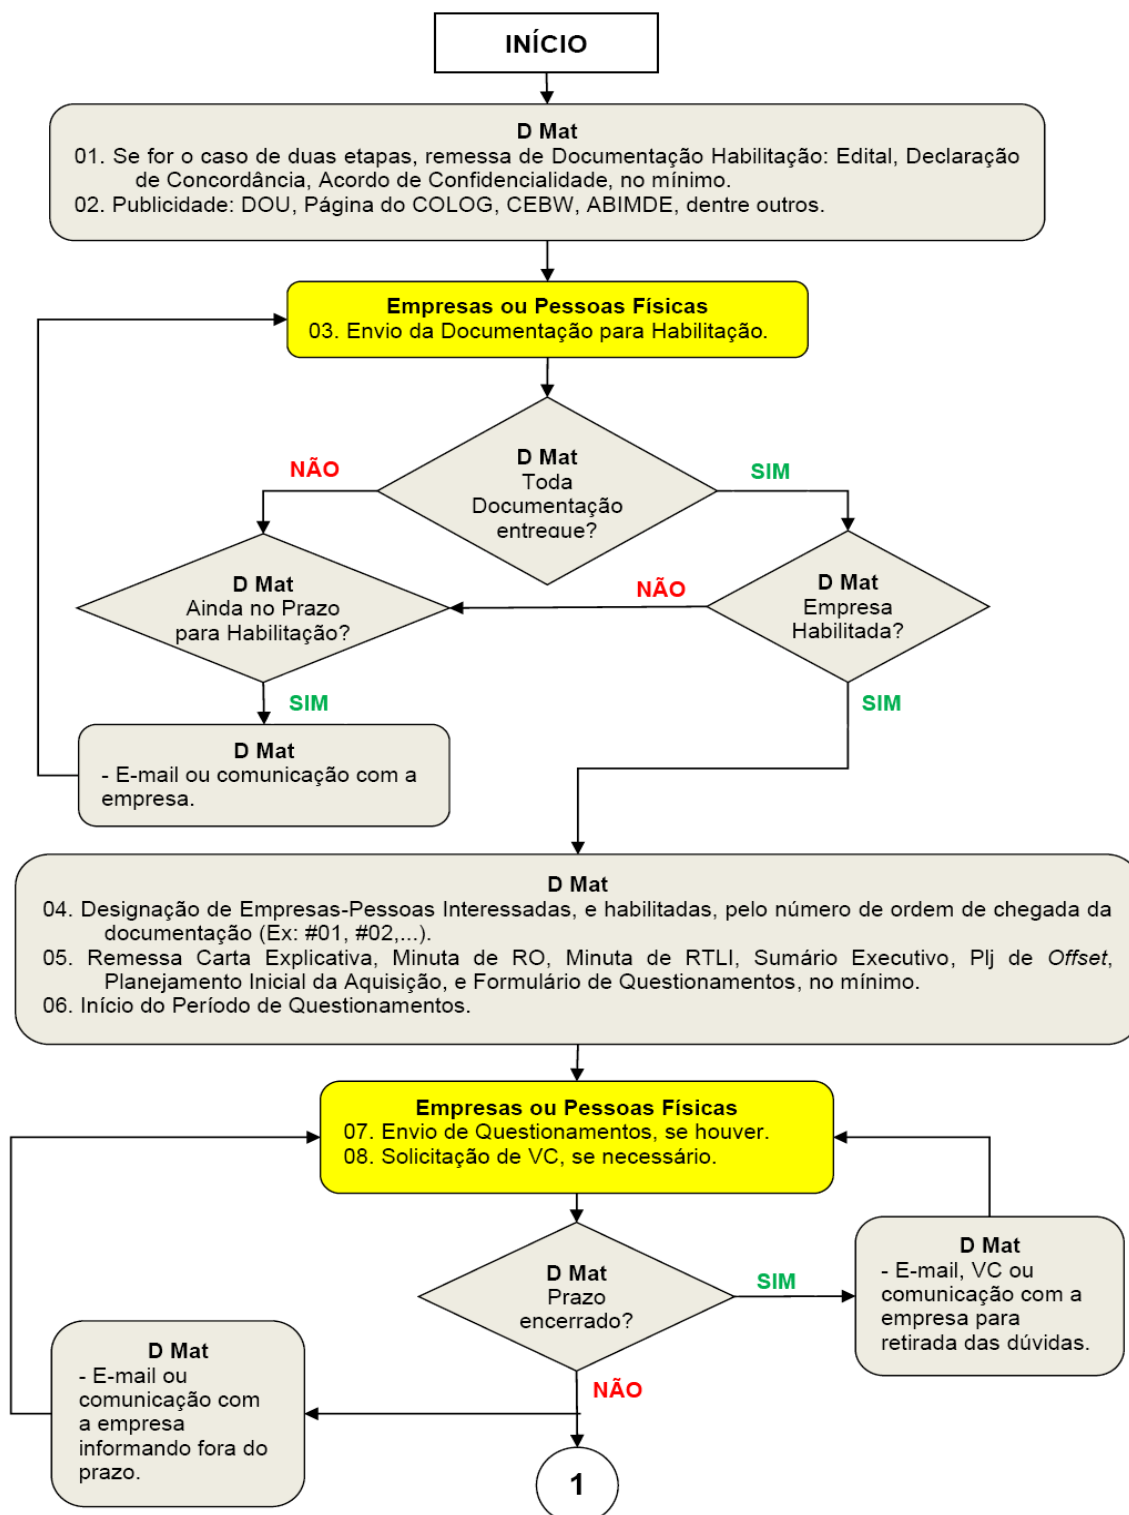 INÍCIO
D Mat
01. Se for o caso de duas etapas, remessa de Documentação Habilitação: Edital, Declaração
de Concordância, Acordo de Confidencialidade, no mínimo.
02. Publicidade: DOU, Página do COLOG, CEBW, ABIMDE, dentre outros.
Empresas ou Pessoas Físicas
03. Envio da Documentação para Habilitação.
D Mat
Toda
Documentação
entregue?
NÃO
SIM
D Mat
Ainda no Prazo
para Habilitação?
NÃO
D Mat
Empresa
Habilitada?
SIM
SIM
D Mat
- E-mail ou comunicação com a
empresa.
D Mat
04. Designação de Empresas-Pessoas Interessadas, e habilitadas, pelo número de ordem de chegada da
documentação (Ex: #01, #02,...).
05. Remessa Carta Explicativa, Minuta de RO, Minuta de RTLI, Sumário Executivo, Plj de Offset,
Planejamento Inicial da Aquisição, e Formulário de Questionamentos, no mínimo.
06. Início do Período de Questionamentos.
Empresas ou Pessoas Físicas
07. Envio de Questionamentos, se houver.
08. Solicitação de VC, se necessário.
D Mat
Prazo
encerrado?
SIM
D Mat
- E-mail, VC ou
comunicação com a
empresa para
retirada das dúvidas.
NÃO
D Mat
- E-mail ou
comunicação com
a empresa
informando fora do
prazo.
1